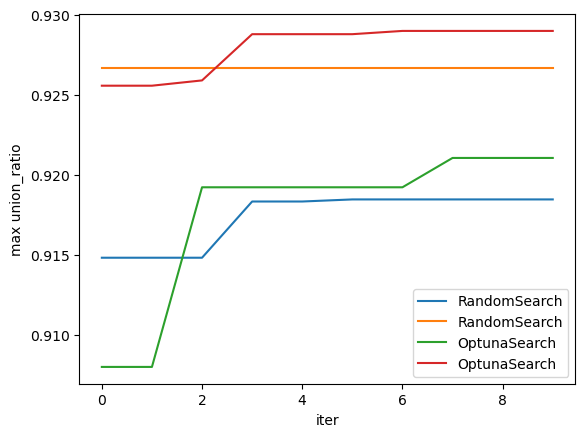 0.930
0.925
0.920
0.915
0.910
max union_ratio
0 2 4 6 8
iter
RandomSearch
RandomSearch
OptunaSearch
OptunaSearch